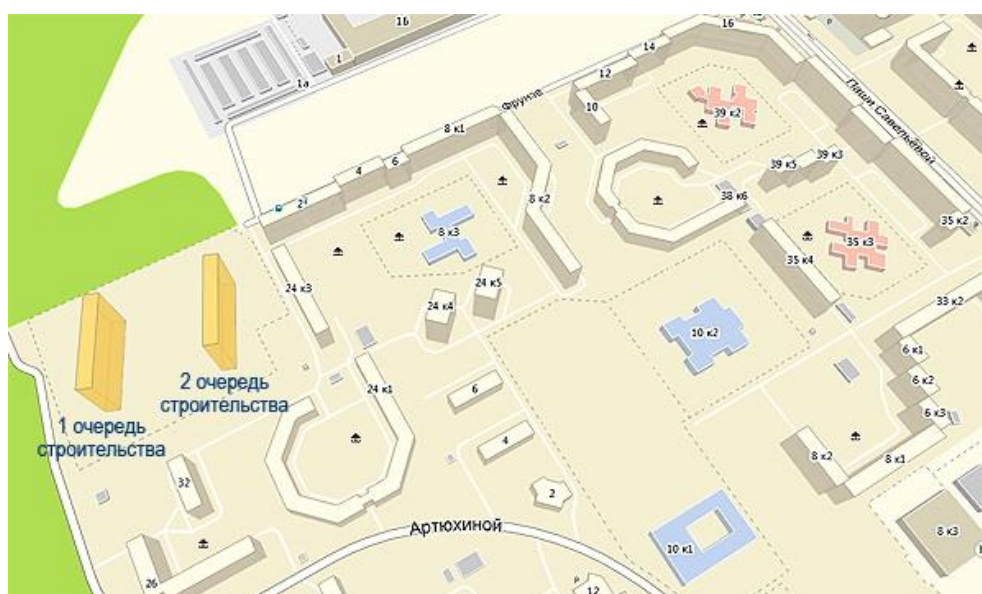 16
1
1а
16
14
12
10
Фрунзе
Паши Савельевой
39 к2
8 к1
6
4
2
39 к5
39 к3
8 к2
38 к6
35 к2
8 к3
35 к3
35 к4
24 к3
24 к5
24 к4
33 к2
10 к2
6 к1
2 очередь
строительства
24 к1
6
6 к2
6 к3
1 очередь
строительства
4
8 к2
8 к1
32
2
Артюхиной
8 к3
10 к1
26
12